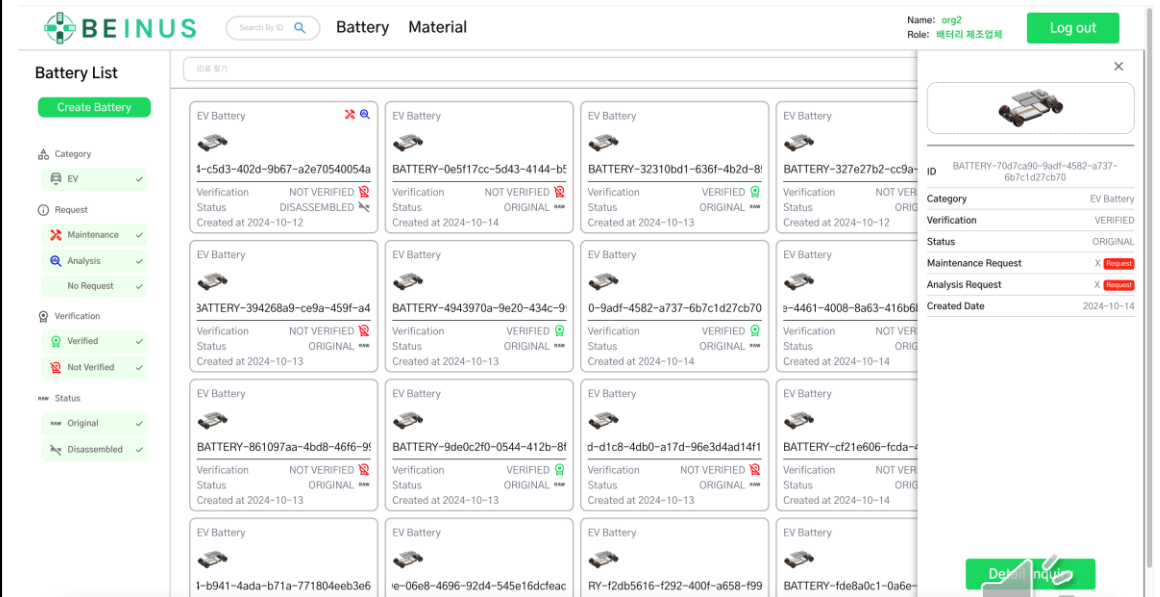 BEINUS
Search By ID
Battery
Material
Name: org2
Role: 배터리 제조업체
Log out
Battery List
Create Battery
Category
EV
Request
Maintenance
Analysis
No Request
Verification
Verified
Not Verified
RAW Status
RAW Original
Disassembled
ID로 찾기
EV Battery
4-c5d3-402d-9b67-a2e70540054a
Verification NOT VERIFIED
Status DISASSEMBLED
Created at 2024-10-12
EV Battery
BATTERY-0e5f17cc-5d43-4144-b5
Verification NOT VERIFIED
Status ORIGINAL RAW
Created at 2024-10-14
EV Battery
BATTERY-32310bd1-636f-4b2d-8
Verification VERIFIED
Status ORIGINAL RAW
Created at 2024-10-13
EV Battery
BATTERY-327e27b2-cc9a-
Verification NOT VER
Status ORIG
Created at 2024-10-12
EV Battery
BATTERY-394268a9-ce9a-459f-a4
Verification NOT VERIFIED
Status ORIGINAL RAW
Created at 2024-10-13
EV Battery
BATTERY-4943970a-9e20-434c-9
Verification VERIFIED
Status ORIGINAL RAW
Created at 2024-10-13
EV Battery
0-9adf-4582-a737-6b7c1d27cb70
Verification VERIFIED
Status ORIGINAL RAW
Created at 2024-10-14
EV Battery
e-4461-4008-8a63-416b6
Verification NOT VER
Status ORIG
Created at 2024-10-14
EV Battery
BATTERY-861097aa-4bd8-46f6-99
Verification NOT VERIFIED
Status ORIGINAL RAW
Created at 2024-10-13
EV Battery
BATTERY-9de0c2f0-0544-412b-8f
Verification VERIFIED
Status ORIGINAL RAW
Created at 2024-10-13
EV Battery
d-d1c8-4db0-a17d-96e3d4ad14f1
Verification NOT VERIFIED
Status ORIGINAL RAW
Created at 2024-10-13
EV Battery
BATTERY-cf21e606-fcda-4
Verification NOT VER
Status ORIG
Created at 2024-10-14
EV Battery
4-b941-4ada-b71a-771804eeb3e6
EV Battery
e-06e8-4696-92d4-545e16dcfeac
EV Battery
RY-f2db5616-f292-400f-a658-f99
EV Battery
BATTERY-fde8a0c1-0a6e-
ID BATTERY-70d7ca90-9adf-4582-a737-
6b7c1d27cb70
Category EV Battery
Verification VERIFIED
Status ORIGINAL
Maintenance Request X Request
Analysis Request X Request
Created Date 2024-10-14